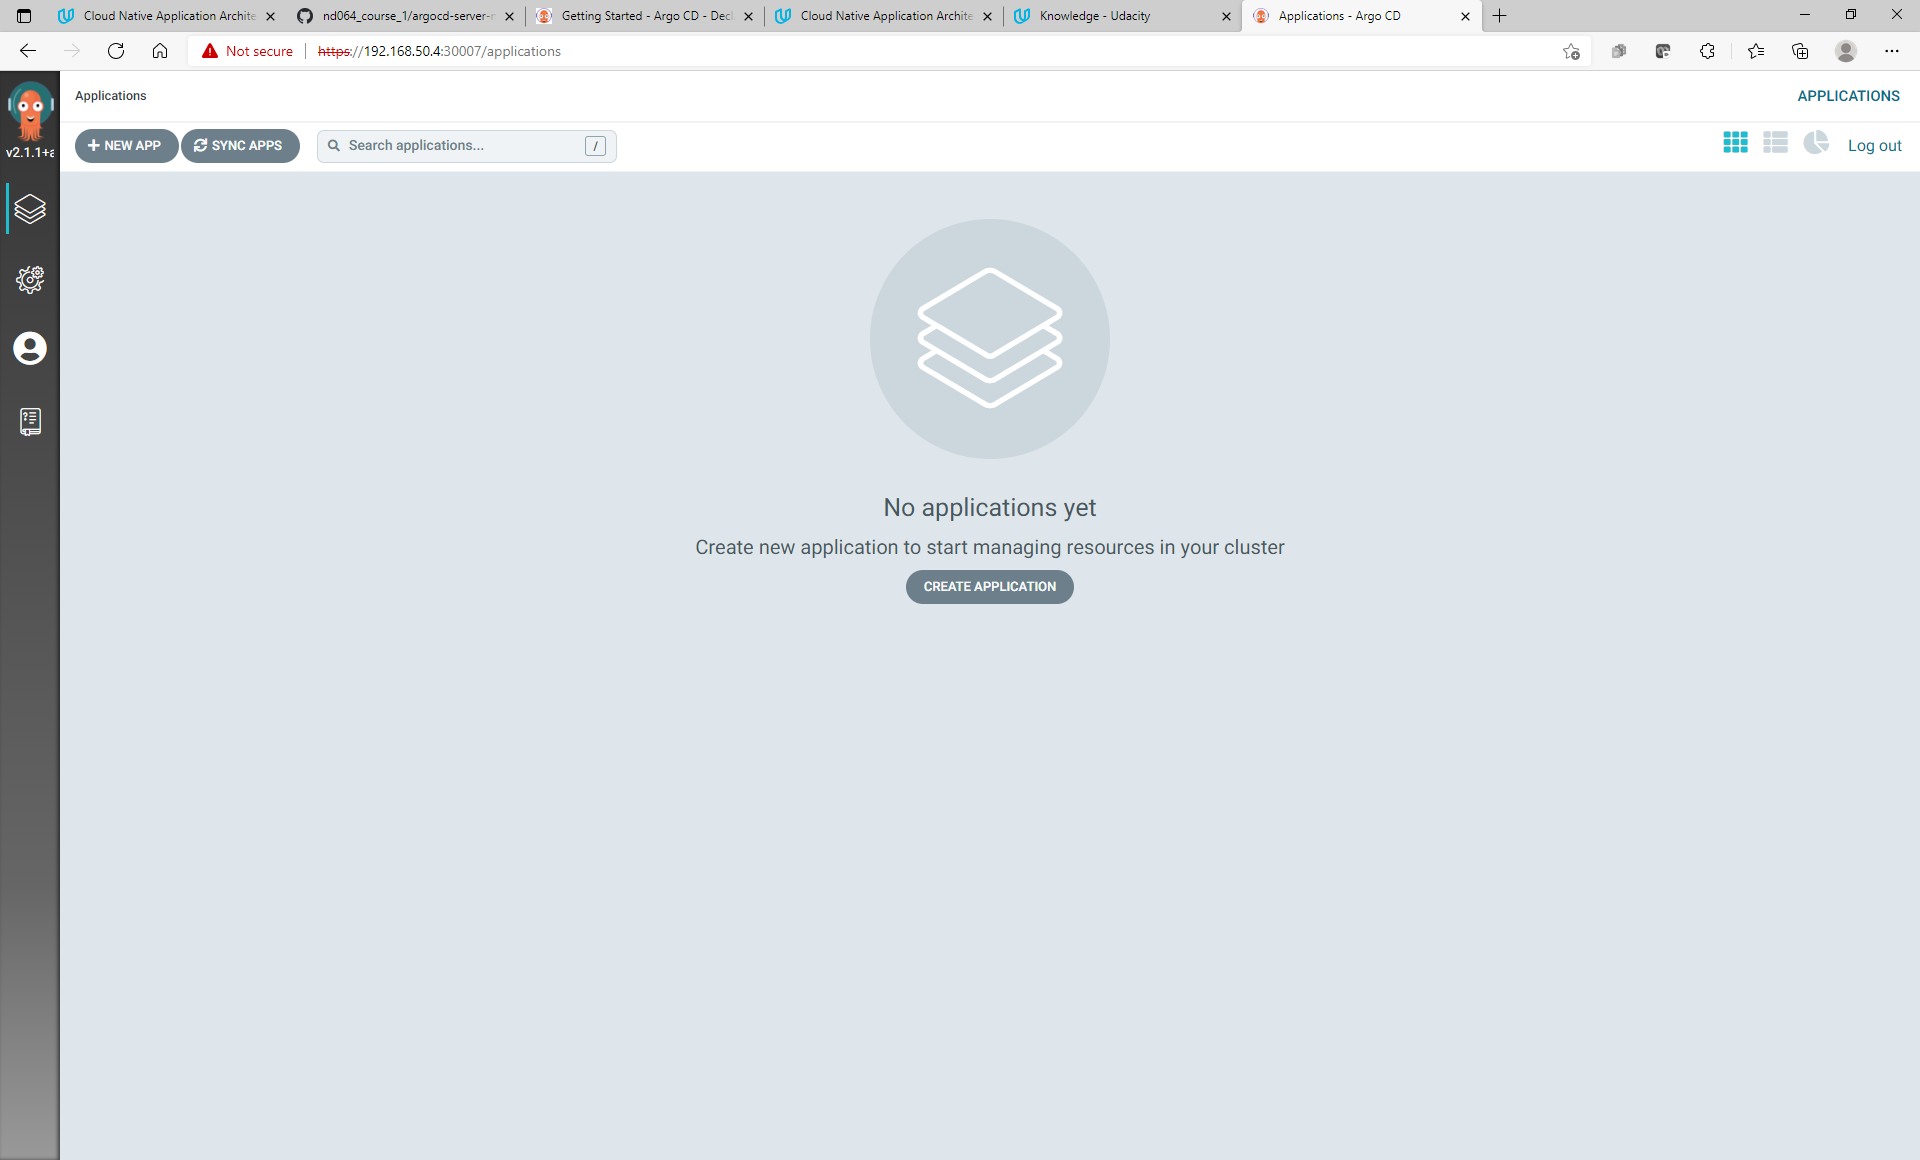 Cloud Native Application Archite
nd064_course_1/argocd-server-n
Getting Started - Argo CD - Decl
Cloud Native Application Archite
Knowledge - Udacity
Applications - Argo CD
Not secure
https://192.168.50.4:30007/applications
Applications
APPLICATIONS
v2.1.1+a
NEW APP
SYNC APPS
Search applications...
/
Log out
No applications yet
Create new application to start managing resources in your cluster
CREATE APPLICATION